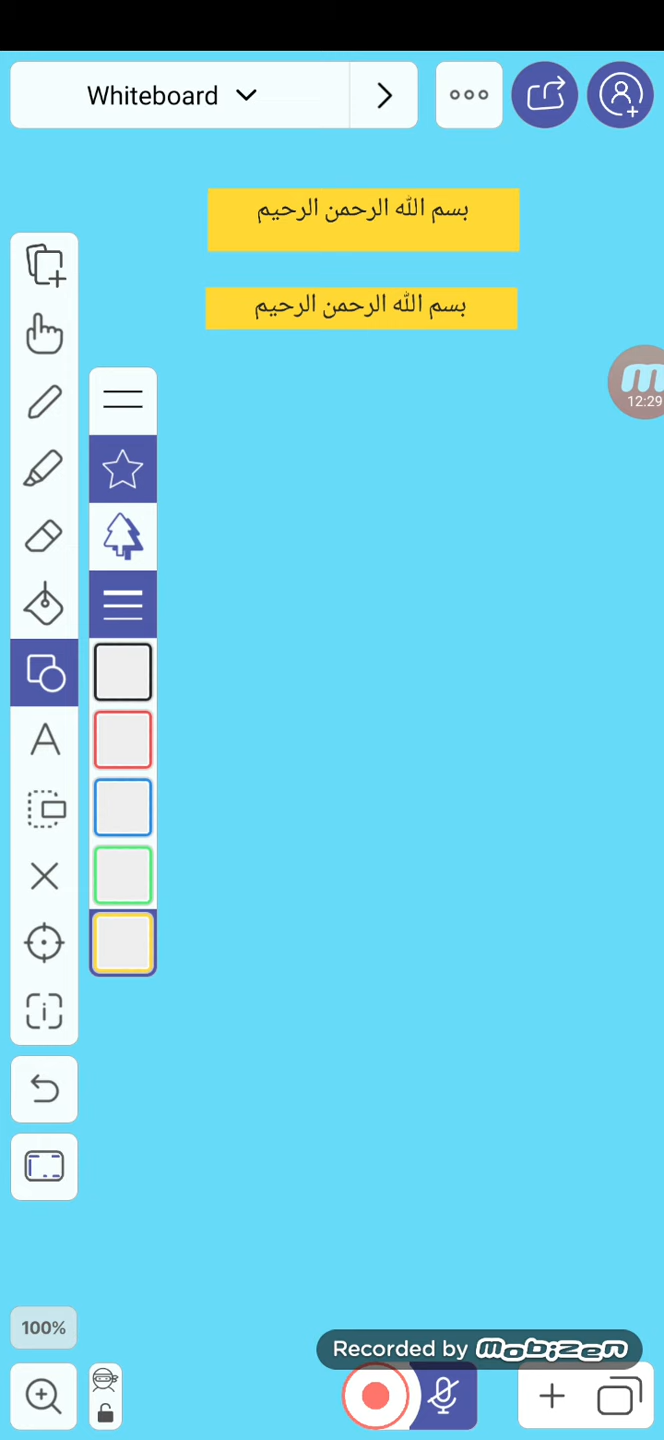 Whiteboard
بسم الله الرحمن الرحيم
بسم الله الرحمن الرحيم
12:29
100%
Recorded by mobizen